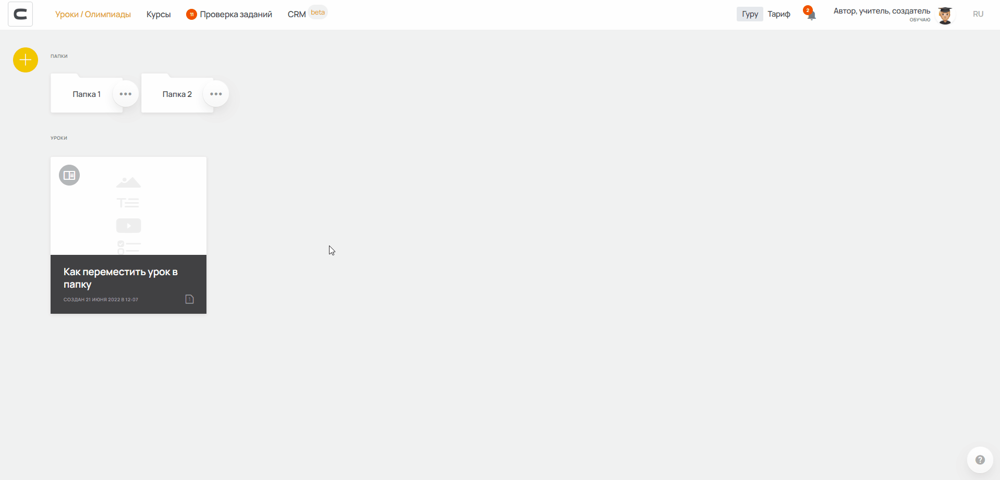 Уроки / Олимпиады
Курсы
11 Проверка заданий
CRM beta
Гуру
Тариф
2
Автор, учитель, создатель
ОБУЧАЮ
RU
ПАПКИ
Папка 1
Папка 2
УРОКИ
Как переместить урок в
папку
СОЗДАН 21 ИЮНЯ 2022 В 12:07
1
?